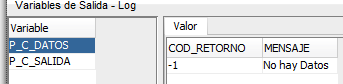 Variables de Salida - Log
Variable
P_C_DATOS
P_C_SALIDA
Valor
COD_RETORNO MENSAJE
-1 No hay Datos